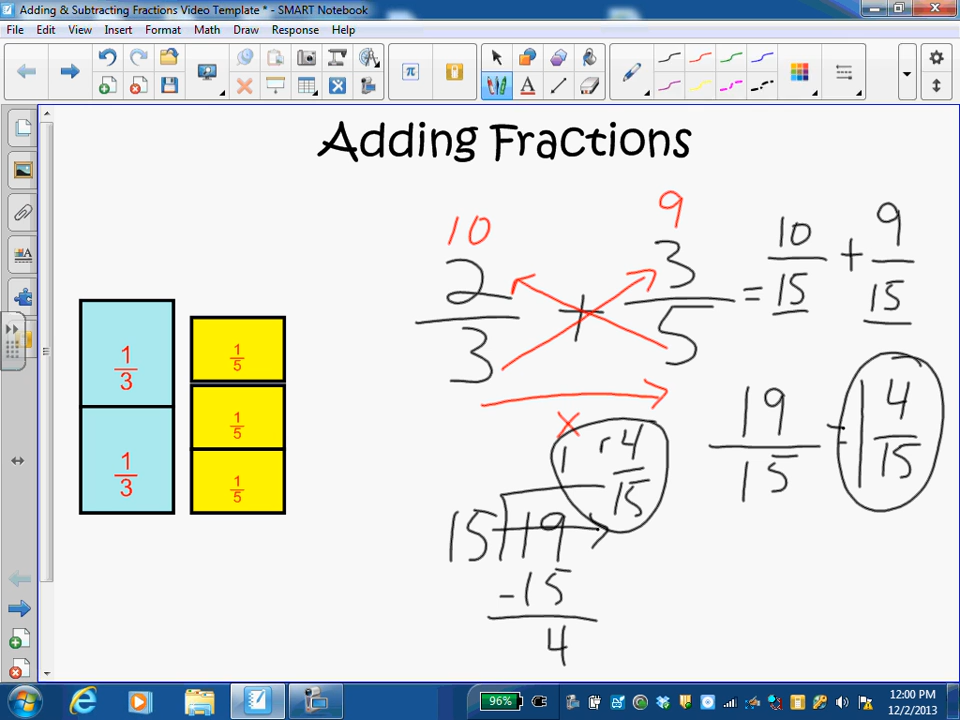 Adding & Subtracting Fractions Video Template * - SMART Notebook
File Edit View Insert Format Math Draw Response Help
Adding Fractions
10 9
2/3 + 3/5 = 10/15 + 9/15
x
19/15 = 1 4/15
1 r 4/15
15 19
-15
4
1/3
1/3
1/5
1/5
1/5
96%
12:00 PM
12/2/2013